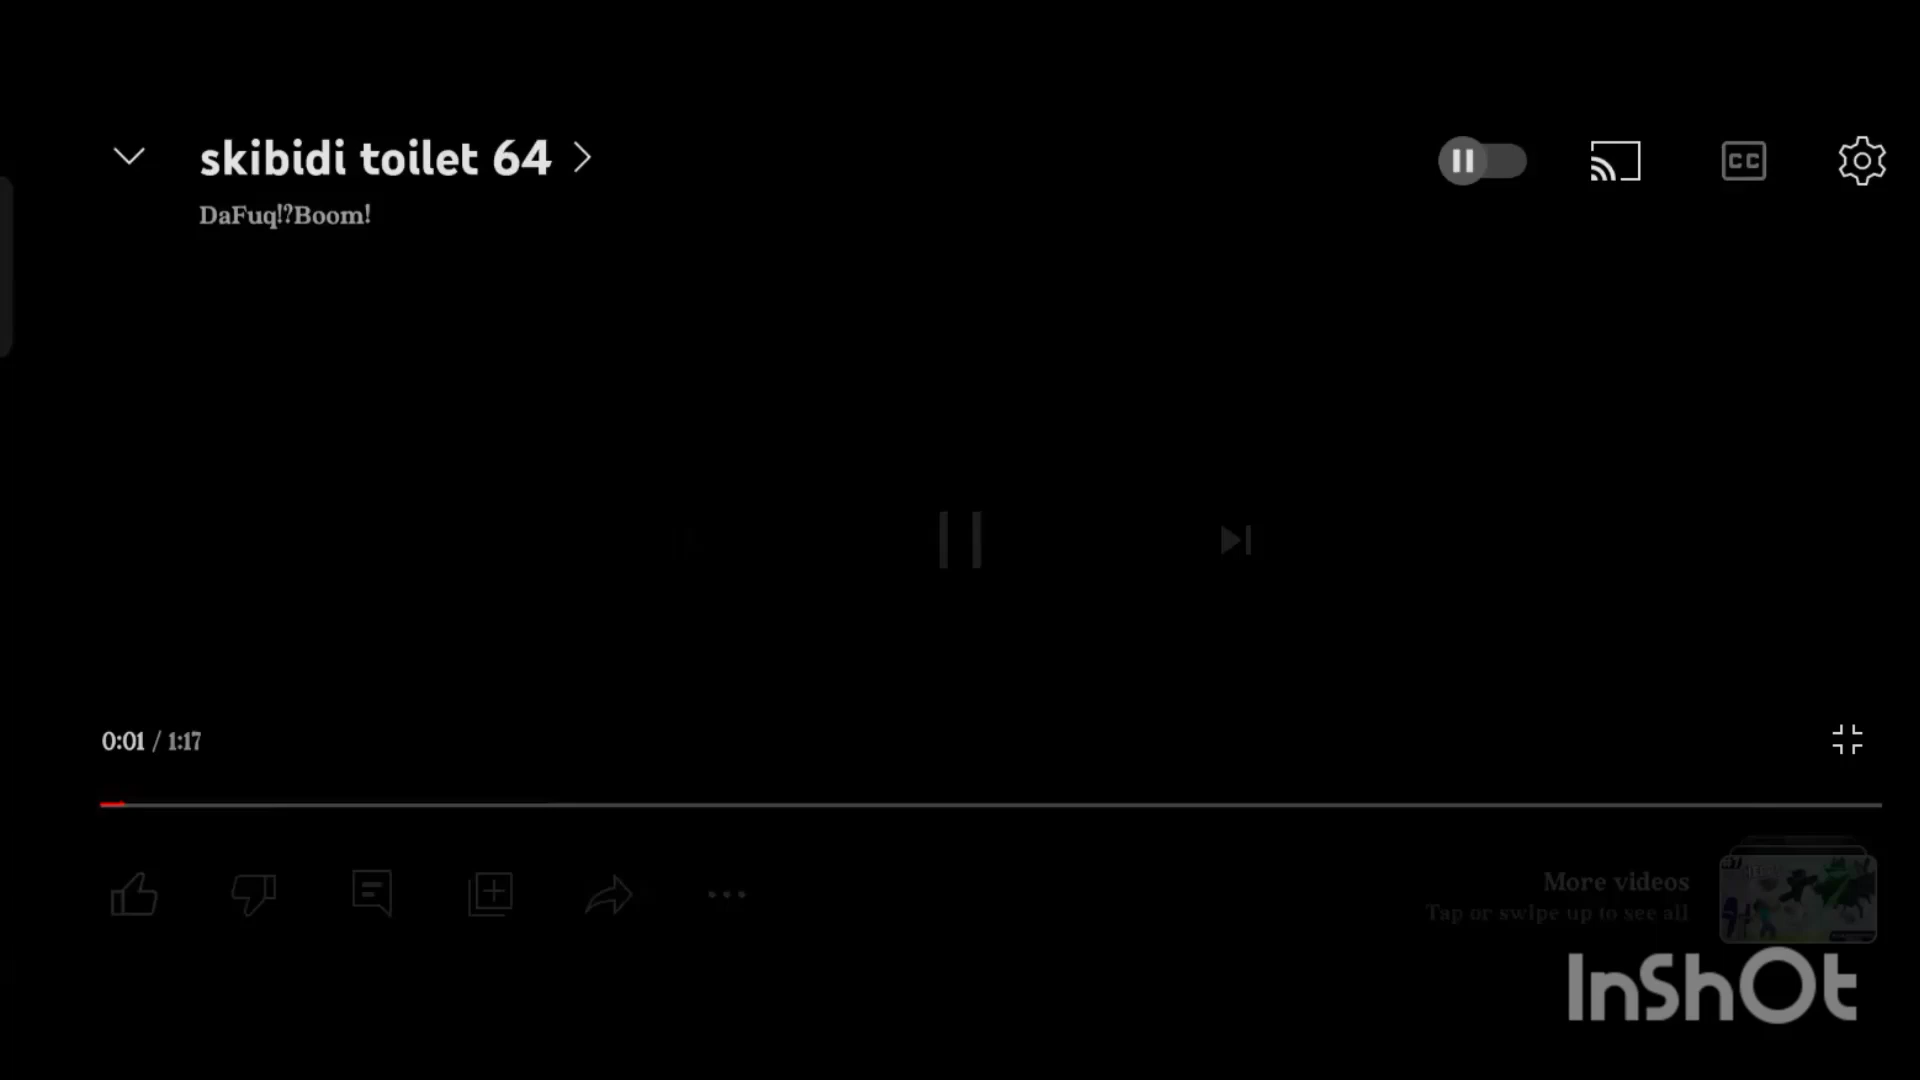 skibidi toilet 64
DaFuq!?Boom!
CC
0:01 / 1:17
More videos
Tap or swipe up to see all
InShOt